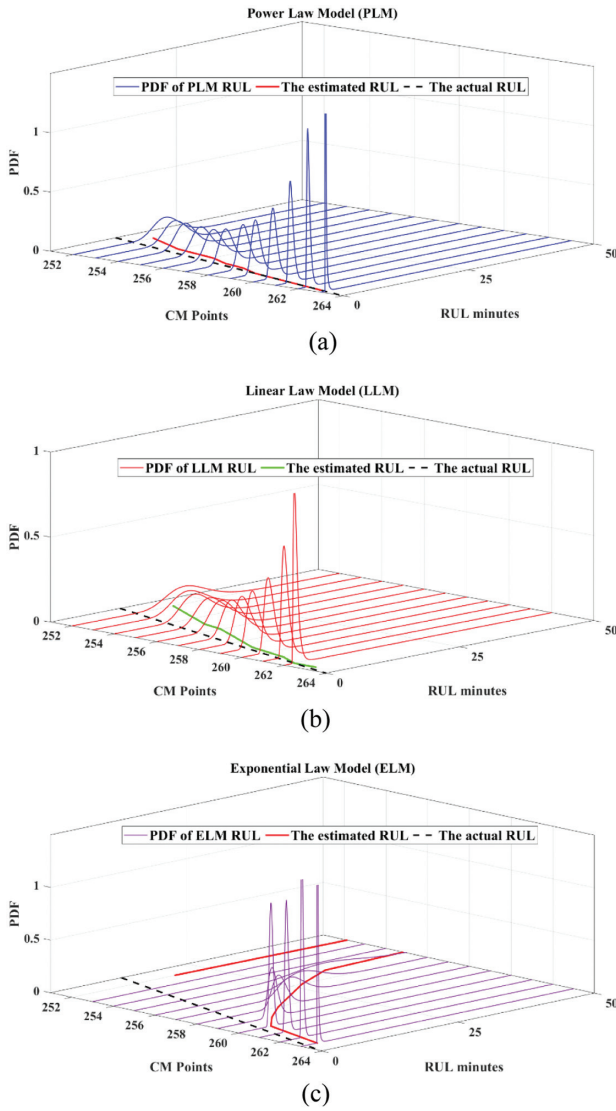 Power Law Model (PLM)
PDF of PLM RUL The estimated RUL The actual RUL
1
0.5
0
PDF
252
254
256
258
260
262
264
CM Points
0
25
50
RUL minutes
(a)
Linear Law Model (LLM)
1
PDF of LLM RUL The estimated RUL The actual RUL
0.5
0
PDF
252
254
256
258
260
262
264
CM Points
0
25
50
RUL minutes
(b)
Exponential Law Model (ELM)
PDF of ELM RUL The estimated RUL The actual RUL
1
0.5
0
PDF
252
254
256
258
260
262
264
CM Points
0
25
50
RUL minutes
(c)